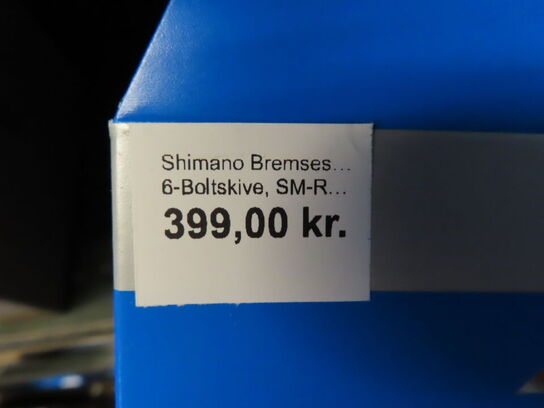 Shimano Bremses...
6-Boltskive, SM-R...
399,00 kr.